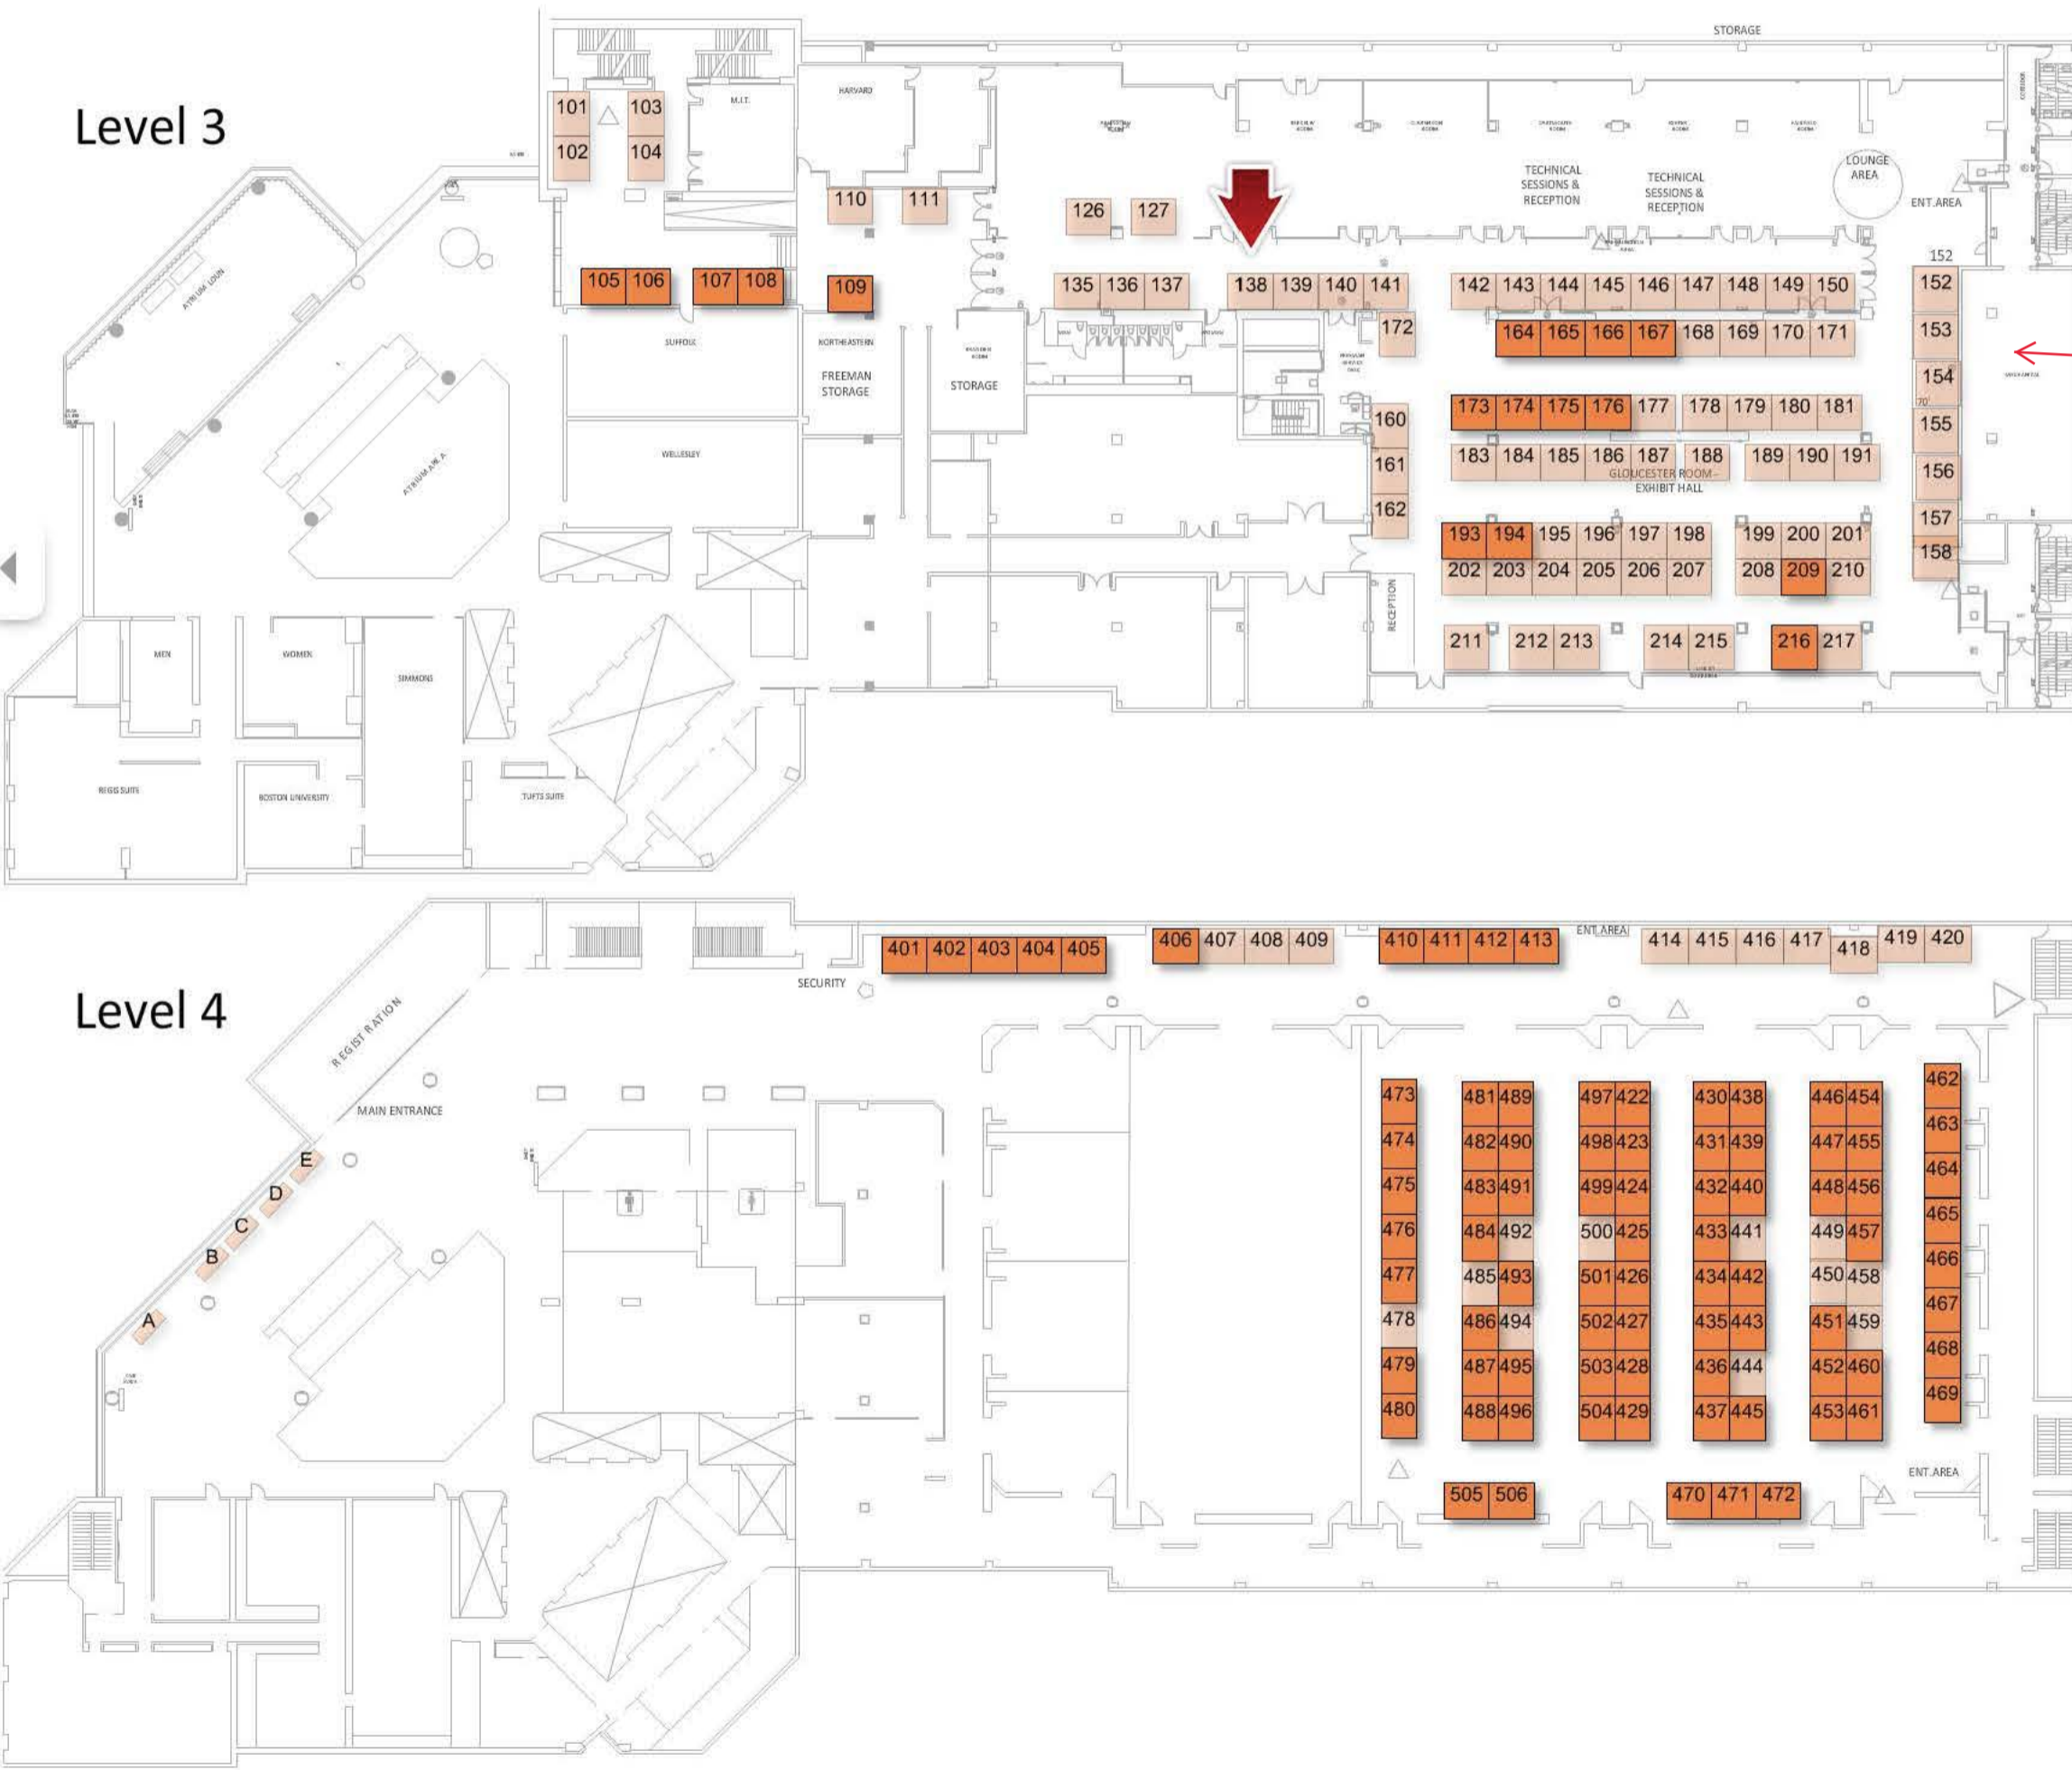 STORAGE
Level 3
101 103
102 104
M.I.T.
HARVARD
110 111
105 106 107 108 109
ATRIUM LOUN
ATRIUM AREA
SUFFOLK
NORTHEASTERN
FREEMAN
STORAGE
STORAGE
WELLESLEY
MEN
WOMEN
SIMMONS
REGIS SUITE
BOSTON UNIVERSITY
TUFTS SUITE
126 127
TECHNICAL
SESSIONS &
RECEPTION
TECHNICAL
SESSIONS &
RECEPTION
LOUNGE
AREA
ENT.AREA
CORRIDOR
135 136 137 138 139 140 141
142 143 144 145 146 147 148 149 150
172
164 165 166 167 168 169 170 171
152
152
153
154
70'
155
156
157
158
160
161
162
173 174 175 176 177 178 179 180 181
183 184 185 186 187 188 189 190 191
GLOUCESTER ROOM -
EXHIBIT HALL
193 194 195 196 197 198 199 200 201
202 203 204 205 206 207 208 209 210
RECEPTION
211 212 213 214 215 216 217
Level 4
401 402 403 404 405 406 407 408 409 410 411 412 413
ENT.AREA
414 415 416 417 418 419 420
SECURITY
REGISTRATION
MAIN ENTRANCE
E
D
C
B
A
473 481 489 497 422 430 438 446 454 462
474 482 490 498 423 431 439 447 455 463
475 483 491 499 424 432 440 448 456 464
476 484 492 500 425 433 441 449 457 465
477 485 493 501 426 434 442 450 458 466
478 486 494 502 427 435 443 451 459 467
479 487 495 503 428 436 444 452 460 468
480 488 496 504 429 437 445 453 461 469
ENT.AREA
505 506 470 471 472